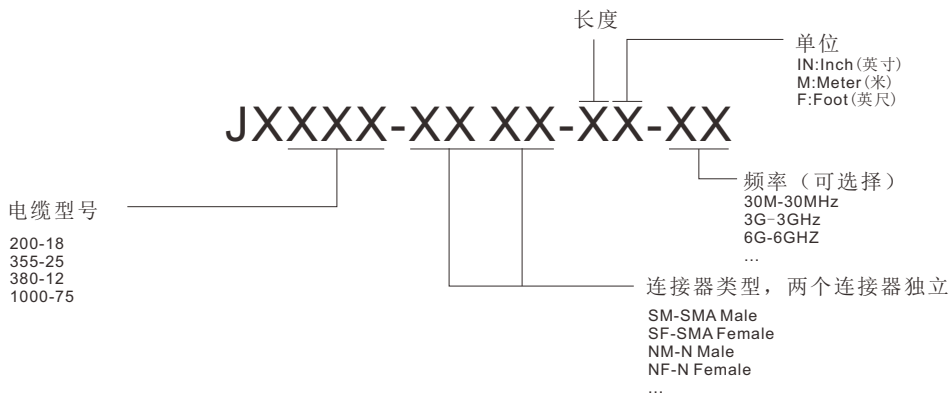 长度
单位
IN:Inch(英寸)
M:Meter(米)
F:Foot(英尺)
JXXXX-XX XX-XX-XX
频率（可选择）
30M-30MHz
3G-3GHz
6G-6GHZ
...
电缆型号
200-18
355-25
380-12
1000-75
连接器类型，两个连接器独立
SM-SMA Male
SF-SMA Female
NM-N Male
NF-N Female
...